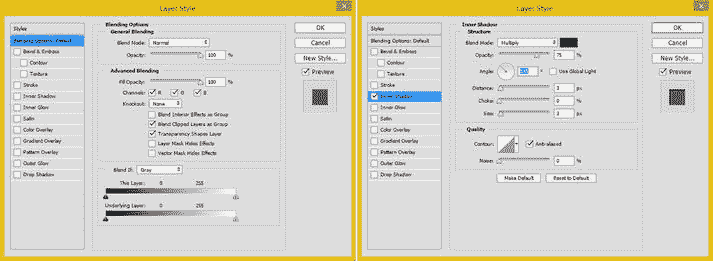 Layer Style
Styles
Blending Options: Default
Bevel & Emboss
Contour
Texture
Stroke
Inner Shadow
Inner Glow
Satin
Color Overlay
Gradient Overlay
Pattern Overlay
Outer Glow
Drop Shadow
Blending Options
General Blending
Blend Mode: Normal
Opacity: 100 %
Advanced Blending
Fill Opacity: 100 %
Channels: R G B
Knockout: None
Blend Interior Effects as Group
Blend Clipped Layers as Group
Transparency Shapes Layer
Layer Mask Hides Effects
Vector Mask Hides Effects
Blend If: Gray
This Layer: 0 255
Underlying Layer: 0 255
OK
Cancel
New Style...
Preview
Layer Style
Styles
Blending Options: Default
Bevel & Emboss
Contour
Texture
Stroke
Inner Shadow
Inner Glow
Satin
Color Overlay
Gradient Overlay
Pattern Overlay
Outer Glow
Drop Shadow
Inner Shadow
Structure
Blend Mode: Multiply
Opacity: 75 %
Angle: °
Use Global Light
Distance: 3 px
Choke: 0 %
Size: 3 px
Quality
Contour: Anti-aliased
Noise: 0 %
Make Default Reset to Default
OK
Cancel
New Style...
Preview